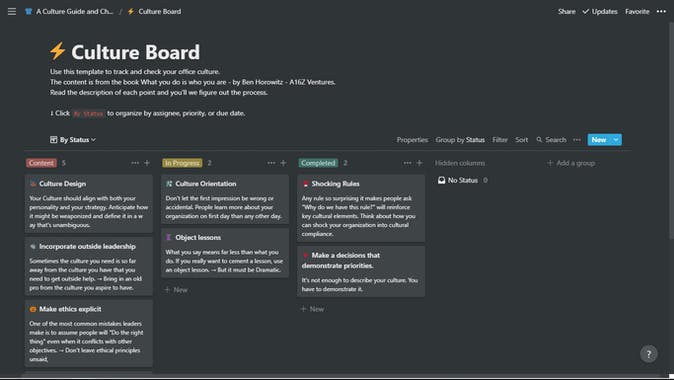 A Culture Guide and Ch... / Culture Board
Share Updates Favorite
Culture Board
Use this template to track and check your office culture.
The content is from the book What you do is who you are - by Ben Horowitz - A16Z Ventures.
Read the description of each point and you'll we figure out the process.
↓ Click By Status to organize by assignee, priority, or due date.
By Status
Properties Group by Status Filter Sort Search New
Content 5
Culture Design
Your Culture should align with both your
personality and your strategy. Anticipate how
it might be weaponized and define it in a w
ay that's unambiguous.
Incorporate outside leadership
Sometimes the culture you need is so far
away from the culture you have that you
need to get outside help. → Bring in an old
pro from the culture you aspire to have.
Make ethics explicit
One of the most common mistakes leaders
make is to assume people will "Do the right
thing" even when it conflicts with other
objectives. → Don't leave ethical principles
unsaid,
In Progress 2
Culture Orientation
Don't let the first impression be wrong or
accidental. People learn more about your
organization on first day than any other day.
Object lessons
What you say means far less than what you
do. If you really want to cement a lesson, use
an object lesson. → But it must be Dramatic.
+ New
Completed 2
Shocking Rules
Any rule so surprising it makes people ask
"Why do we have this rule?" will reinforce
key cultural elements. Think about how you
can shock your organization into cultural
compliance.
Make a decisions that
demonstrate priorities.
It's not enough to describe your culture. You
have to demonstrate it.
+ New
Hidden columns
No Status 0
+ Add a group
?